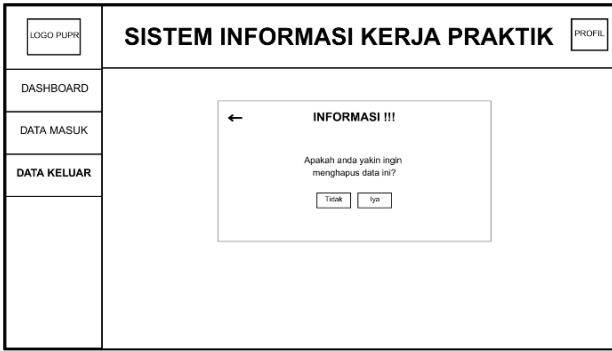 LOGO PUPR
SISTEM INFORMASI KERJA PRAKTIK
PROFIL
DASHBOARD
DATA MASUK
DATA KELUAR
←
INFORMASI !!!
Apakah anda yakin ingin
menghapus data ini?
Tidak
Iya